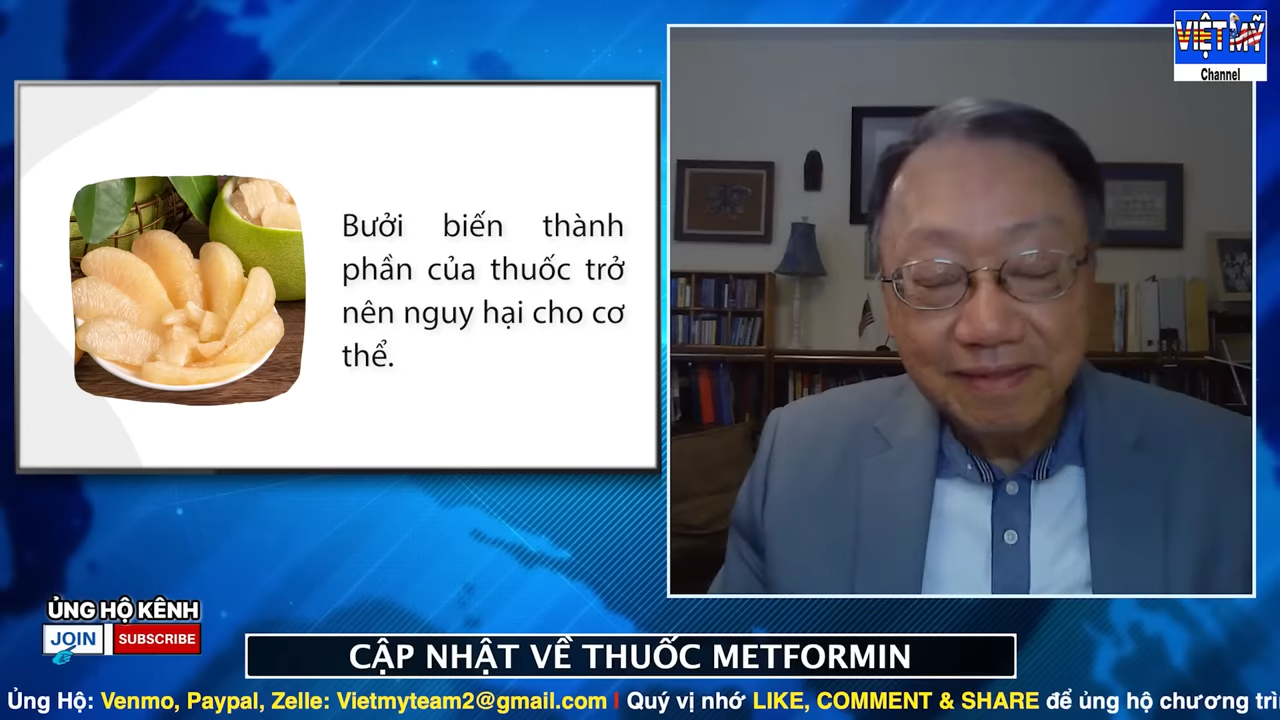 VIỆT MỸ
Channel
Bưởi biến thành
phần của thuốc trở
nên nguy hại cho cơ
thể.
ỦNG HỘ KÊNH
JOIN
SUBSCRIBE
CẬP NHẬT VỀ THUỐC METFORMIN
Ủng Hộ: Venmo, Paypal, Zelle: Vietmyteam2@gmail.com I Quý vị nhớ LIKE, COMMENT & SHARE để ủng hộ chương trì